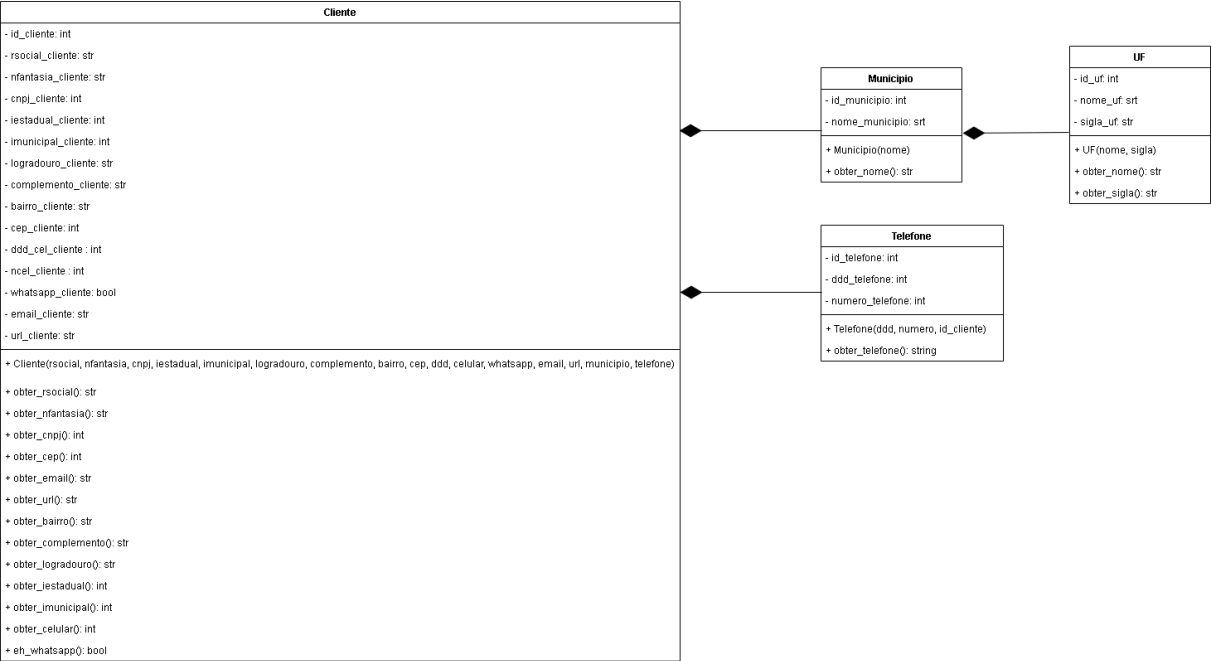 Cliente
- id_cliente: int
- rsocial_cliente: str
- nfantasia_cliente: str
- cnpj_cliente: int
- iestadual_cliente: int
- imunicipal_cliente: int
- logradouro_cliente: str
- complemento_cliente: str
- bairro_cliente: str
- cep_cliente: int
- ddd_cel_cliente : int
- ncel_cliente : int
- whatsapp_cliente: bool
- email_cliente: str
- url_cliente: str
+ Cliente(rsocial, nfantasia, cnpj, iestadual, imunicipal, logradouro, complemento, bairro, cep, ddd, celular, whatsapp, email, url, municipio, telefone)
+ obter_rsocial(): str
+ obter_nfantasia(): str
+ obter_cnpj(): int
+ obter_cep(): int
+ obter_email(): str
+ obter_url(): str
+ obter_bairro(): str
+ obter_complemento(): str
+ obter_logradouro(): str
+ obter_iestadual(): int
+ obter_imunicipal(): int
+ obter_celular(): int
+ eh_whatsapp(): bool
Municipio
- id_municipio: int
- nome_municipio: srt
+ Municipio(nome)
+ obter_nome(): str
UF
- id_uf: int
- nome_uf: srt
- sigla_uf: str
+ UF(nome, sigla)
+ obter_nome(): str
+ obter_sigla(): str
Telefone
- id_telefone: int
- ddd_telefone: int
- numero_telefone: int
+ Telefone(ddd, numero, id_cliente)
+ obter_telefone(): string